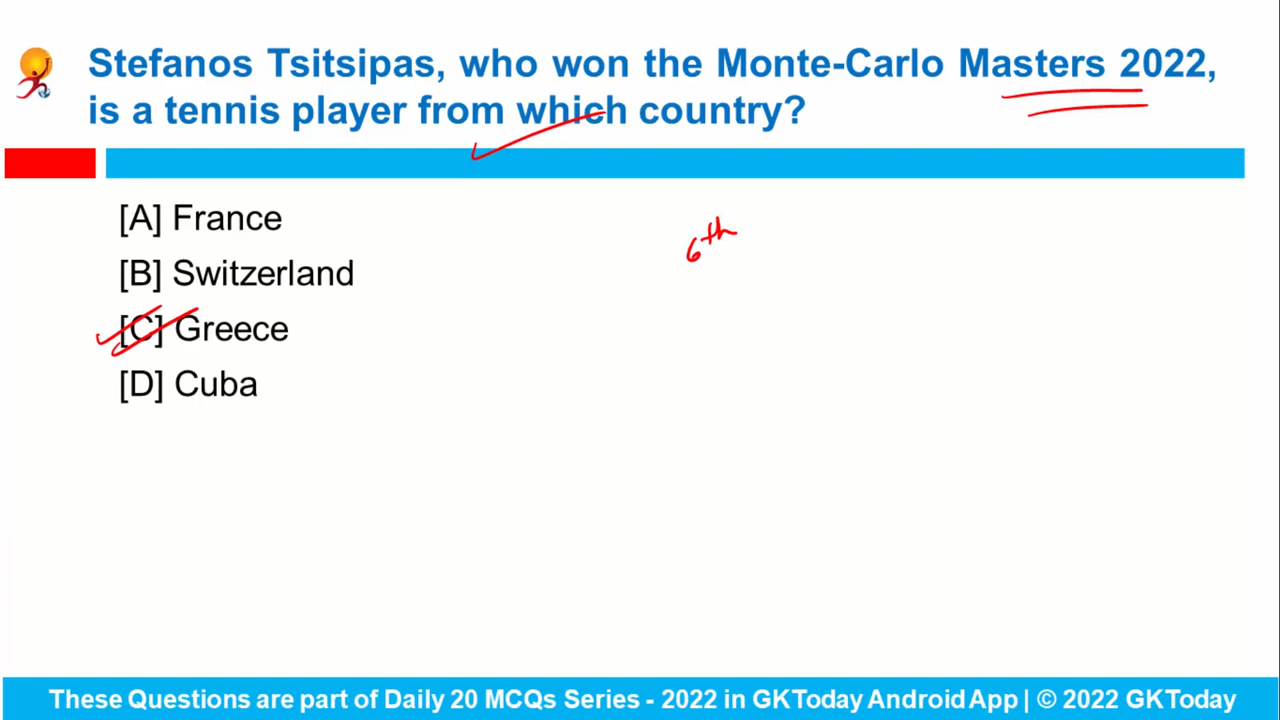 Stefanos Tsitsipas, who won the Monte-Carlo Masters 2022,
is a tennis player from which country?
[A] France
6th
[B] Switzerland
[C] Greece
[D] Cuba
These Questions are part of Daily 20 MCQs Series - 2022 in GKToday Android App | © 2022 GKToday